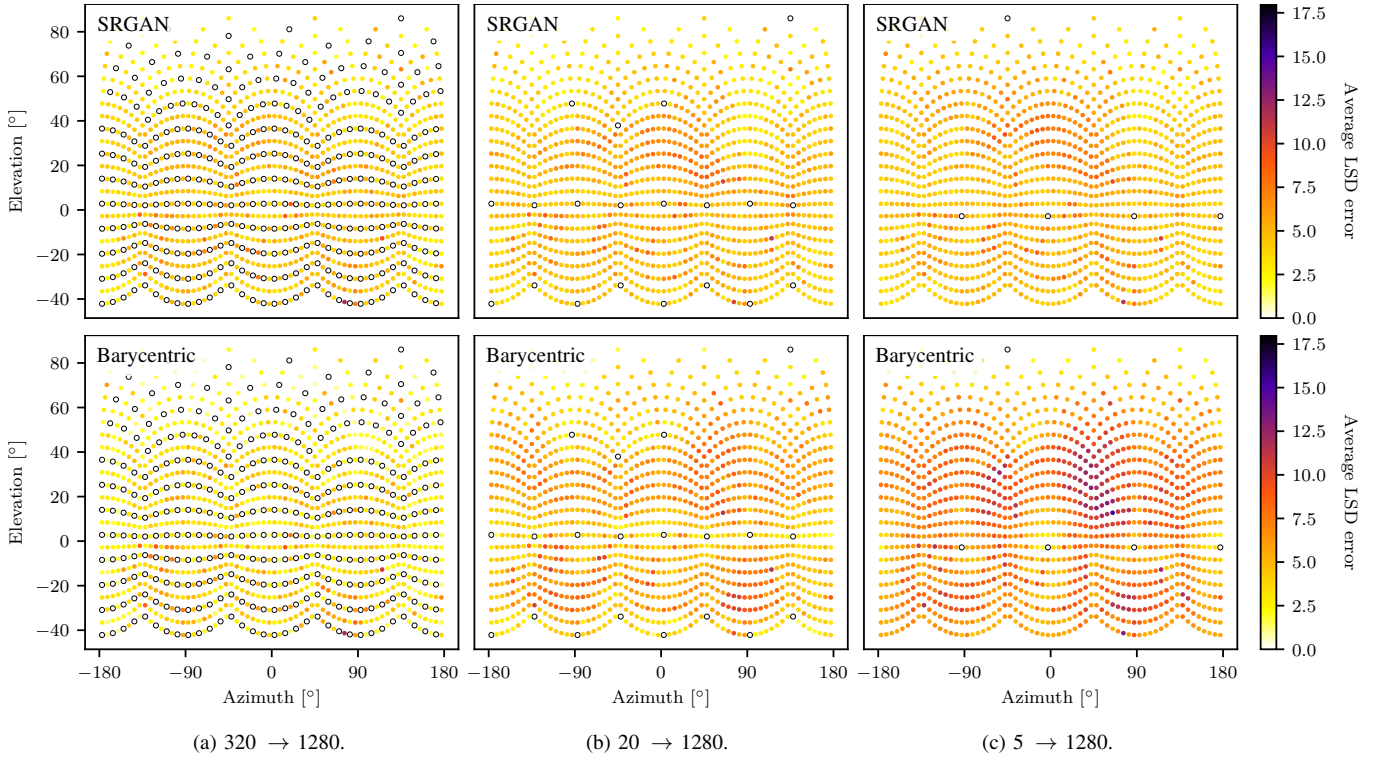 SRGAN
SRGAN
SRGAN
80
60
40
20
0
−20
−40
Elevation [°]
17.5
15.0
12.5
10.0
7.5
5.0
2.5
0.0
Average LSD error
Barycentric
Barycentric
Barycentric
80
60
40
20
0
−20
−40
Elevation [°]
17.5
15.0
12.5
10.0
7.5
5.0
2.5
0.0
Average LSD error
−180 −90 0 90 180
−180 −90 0 90 180
−180 −90 0 90 180
Azimuth [°]
Azimuth [°]
Azimuth [°]
(a) 320 → 1280.
(b) 20 → 1280.
(c) 5 → 1280.